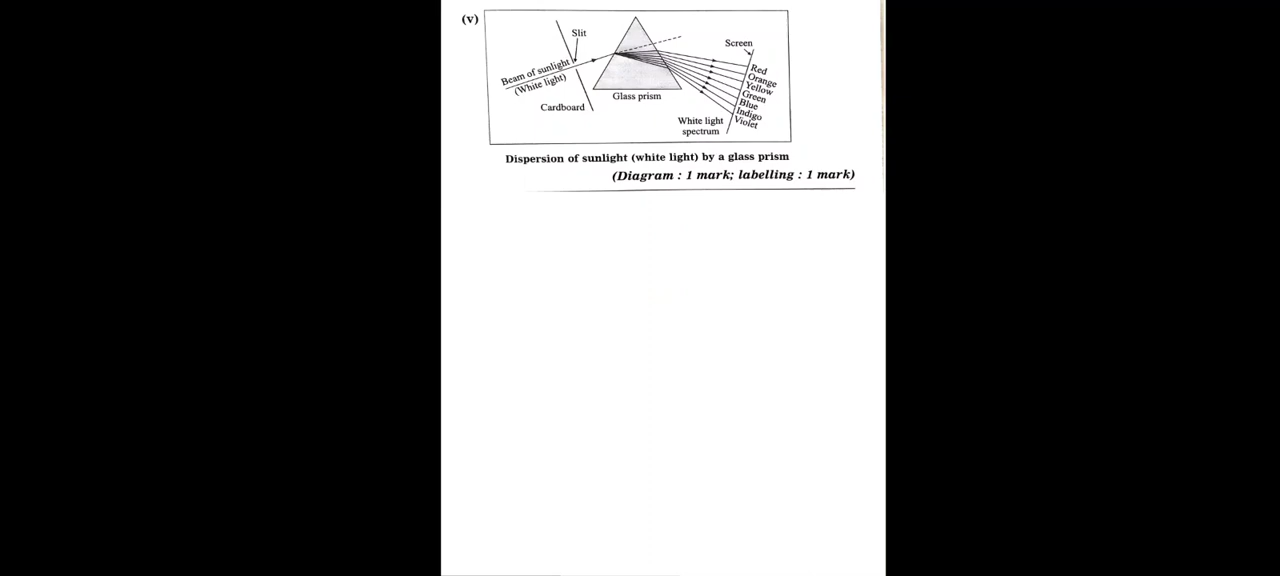 (v)
Slit
Screen
Beam of sunlight
(White light)
Red
Orange
Yellow
Green
Blue
Indigo
Violet
Glass prism
Cardboard
White light
spectrum
Dispersion of sunlight (white light) by a glass prism
(Diagram : 1 mark; labelling : 1 mark)